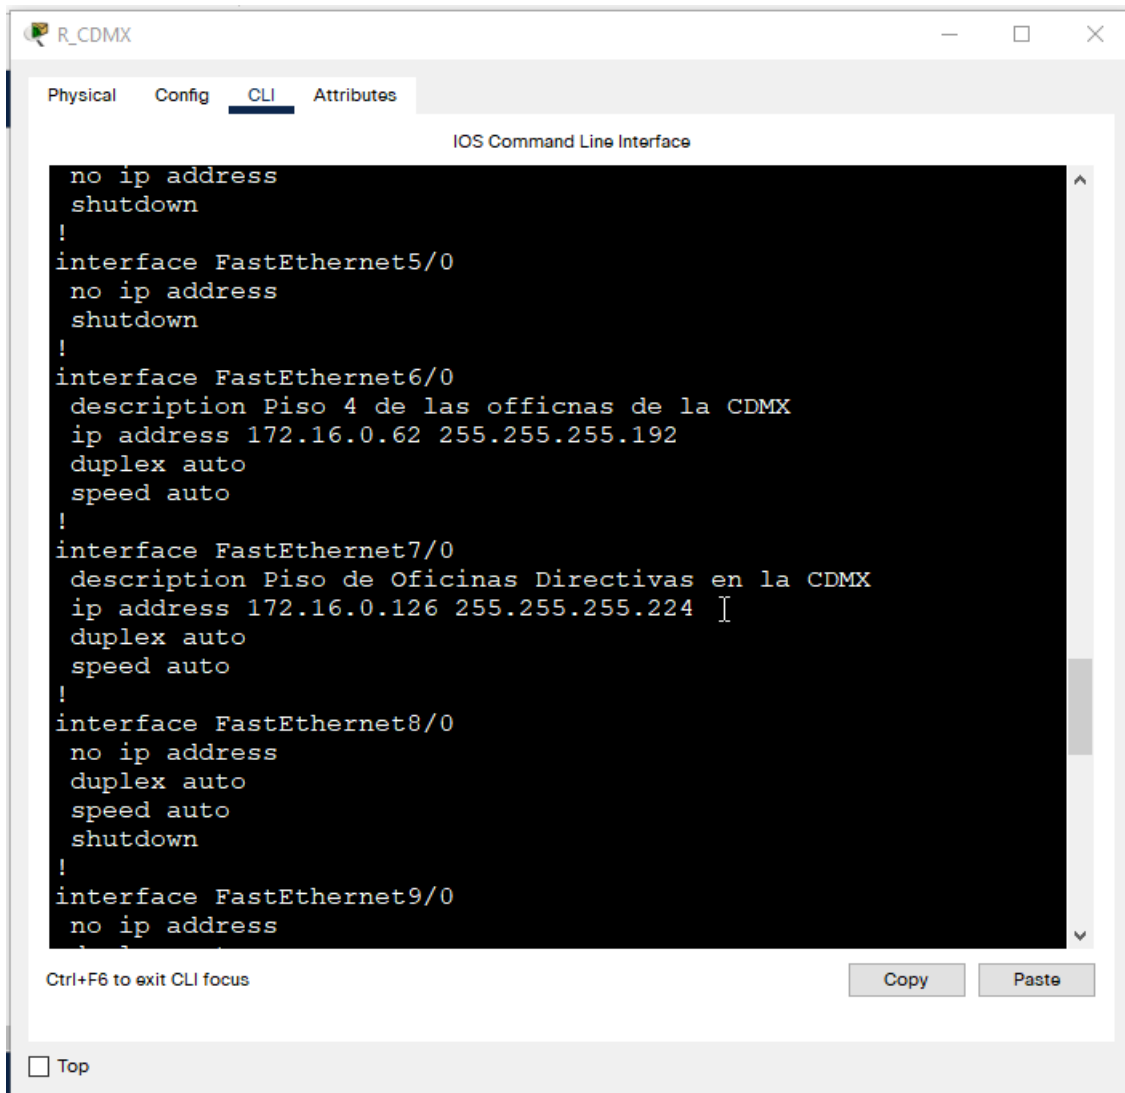 R_CDMX
Physical Config CLI Attributes
IOS Command Line Interface
no ip address
shutdown
!
interface FastEthernet5/0
no ip address
shutdown
!
interface FastEthernet6/0
description Piso 4 de las officnas de la CDMX
ip address 172.16.0.62 255.255.255.192
duplex auto
speed auto
!
interface FastEthernet7/0
description Piso de Oficinas Directivas en la CDMX
ip address 172.16.0.126 255.255.255.224
duplex auto
speed auto
!
interface FastEthernet8/0
no ip address
duplex auto
speed auto
shutdown
!
interface FastEthernet9/0
no ip address
Ctrl+F6 to exit CLI focus
Copy Paste
Top